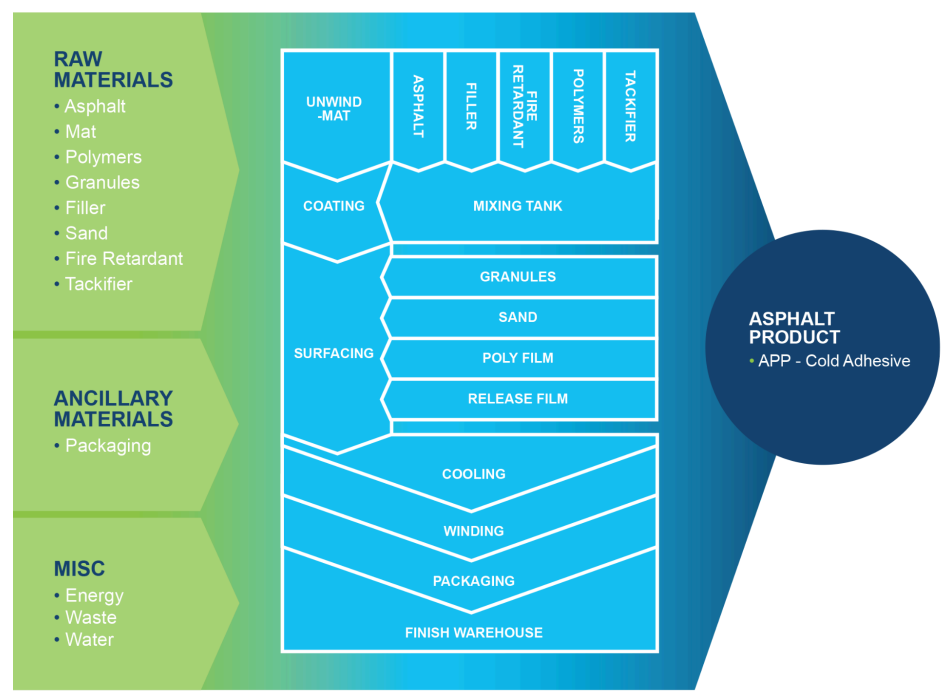 RAW
MATERIALS
• Asphalt
• Mat
• Polymers
• Granules
• Filler
• Sand
• Fire Retardant
• Tackifier
ANCILLARY
MATERIALS
• Packaging
MISC
• Energy
• Waste
• Water
UNWIND
-MAT
ASPHALT
FILLER
FIRE
RETARDANT
POLYMERS
TACKIFIER
COATING
MIXING TANK
SURFACING
GRANULES
SAND
POLY FILM
RELEASE FILM
COOLING
WINDING
PACKAGING
FINISH WAREHOUSE
ASPHALT
PRODUCT
• APP - Cold Adhesive